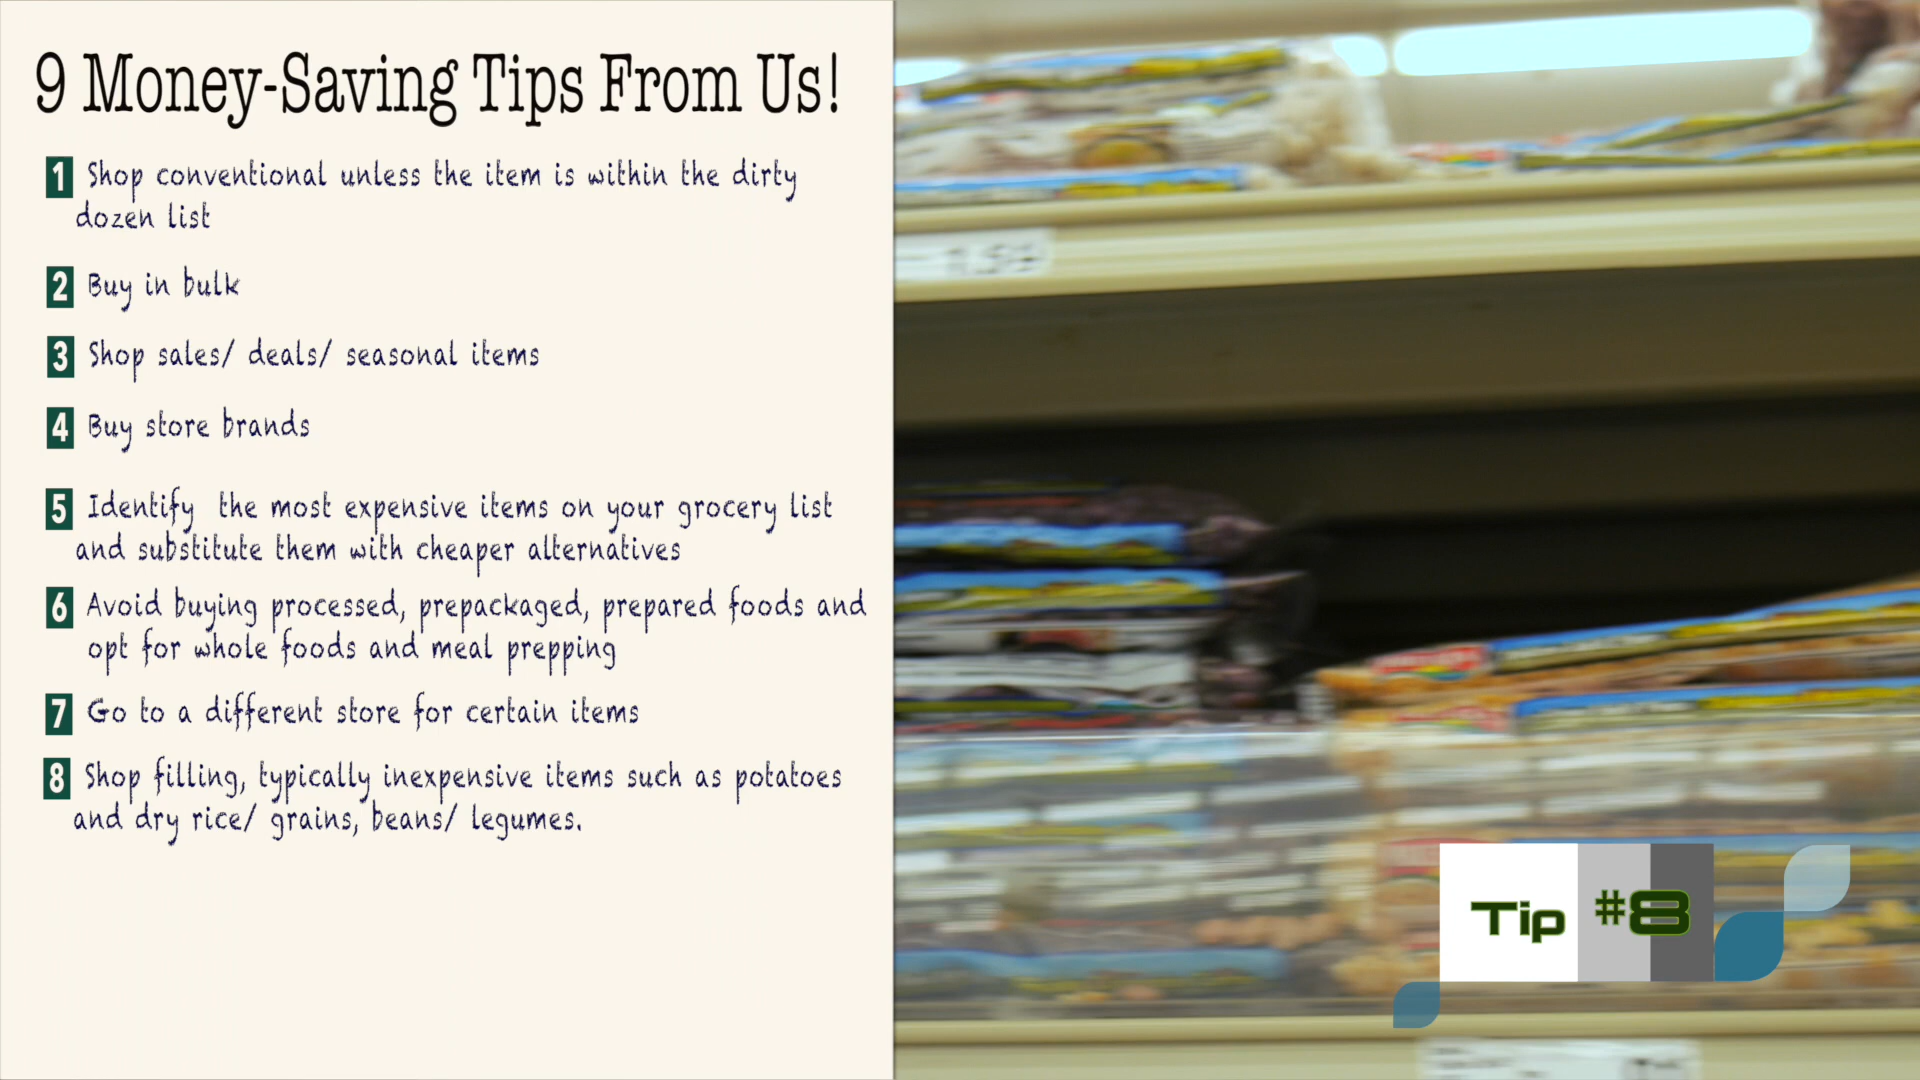 9 Money-Saving Tips From Us!
1 Shop conventional unless the item is within the dirty
dozen list
2 Buy in bulk
3 Shop sales/ deals/ seasonal items
4 Buy store brands
5 Identify  the most expensive items on your grocery list
and substitute them with cheaper alternatives
6 Avoid buying processed, prepackaged, prepared foods and
opt for whole foods and meal prepping
7 Go to a different store for certain items
8 Shop filling, typically inexpensive items such as potatoes
and dry rice/ grains, beans/ legumes.
1.59
Tip #8